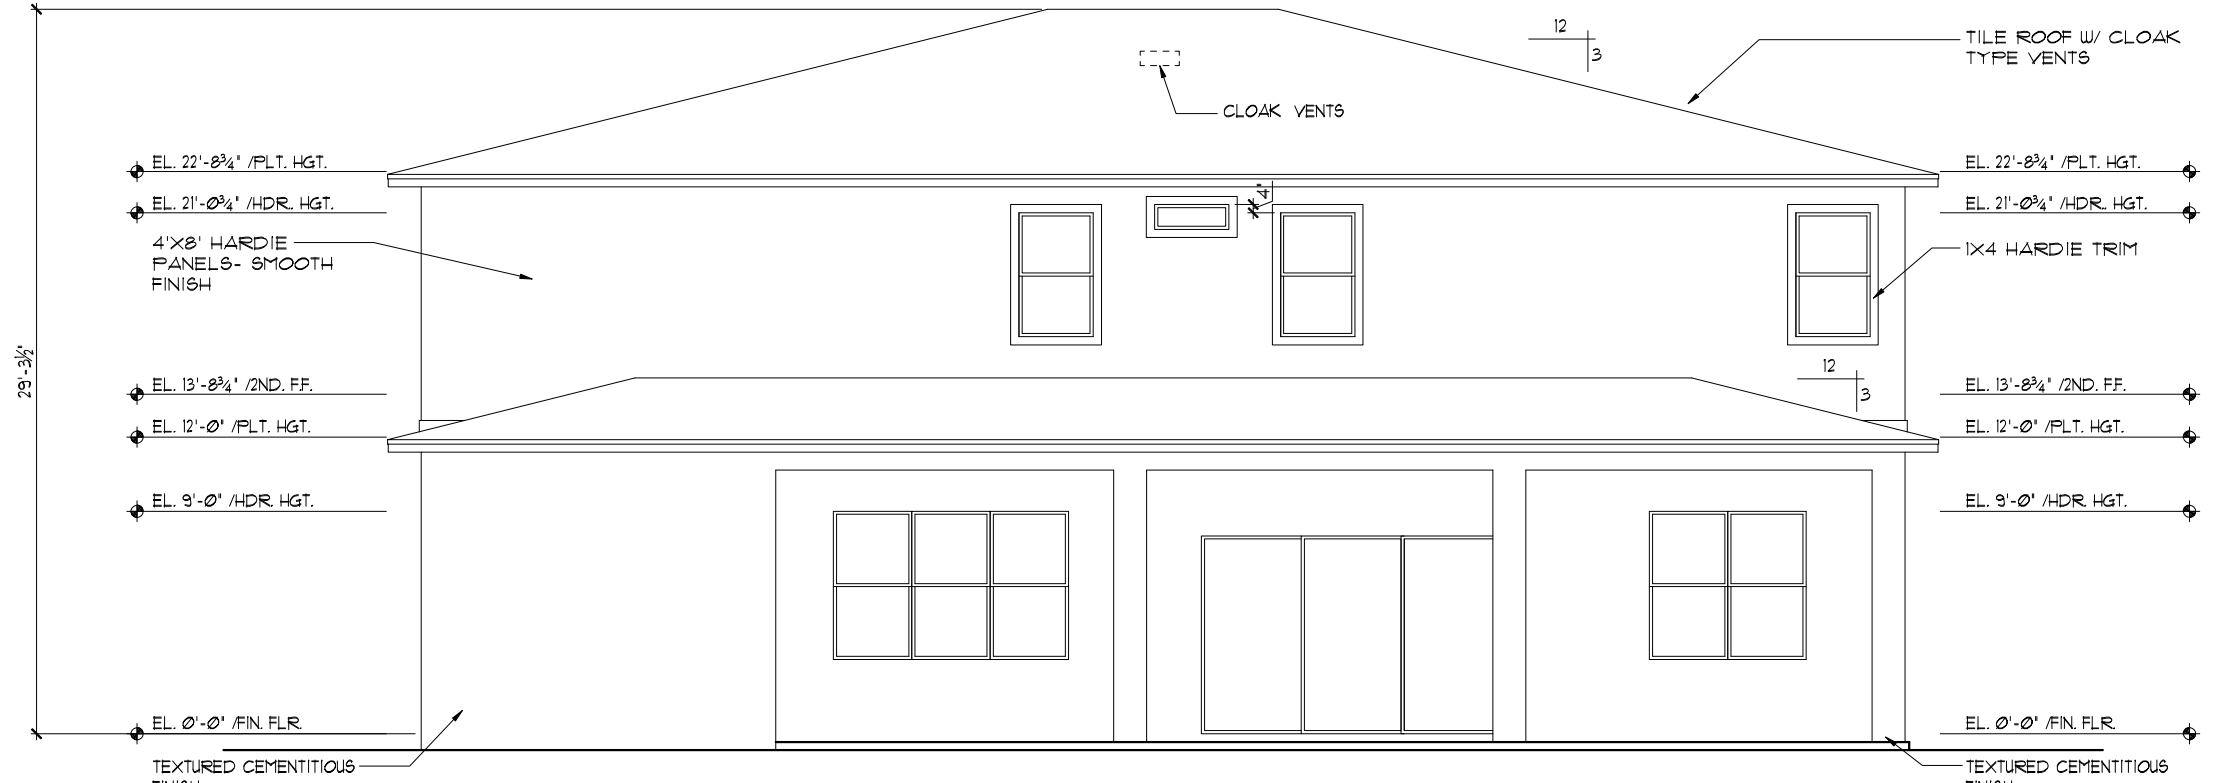 12
3
TILE ROOF W/ CLOAK
TYPE VENTS
CLOAK VENTS
EL. 22'-8¾" /PLT. HGT.
EL. 22'-8¾" /PLT. HGT.
4"
EL. 21'-0¾" /HDR. HGT.
EL. 21'-0¾" /HDR. HGT.
4'X8' HARDIE
PANELS- SMOOTH
FINISH
1X4 HARDIE TRIM
29'-3½"
12
3
EL. 13'-8¾" /2ND. F.F.
EL. 13'-8¾" /2ND. F.F.
EL. 12'-0" /PLT. HGT.
EL. 12'-0" /PLT. HGT.
EL. 9'-0" /HDR. HGT.
EL. 9'-0" /HDR. HGT.
EL. 0'-0" /FIN. FLR.
EL. 0'-0" /FIN. FLR.
TEXTURED CEMENTITIOUS
FINISH
TEXTURED CEMENTITIOUS
FINISH